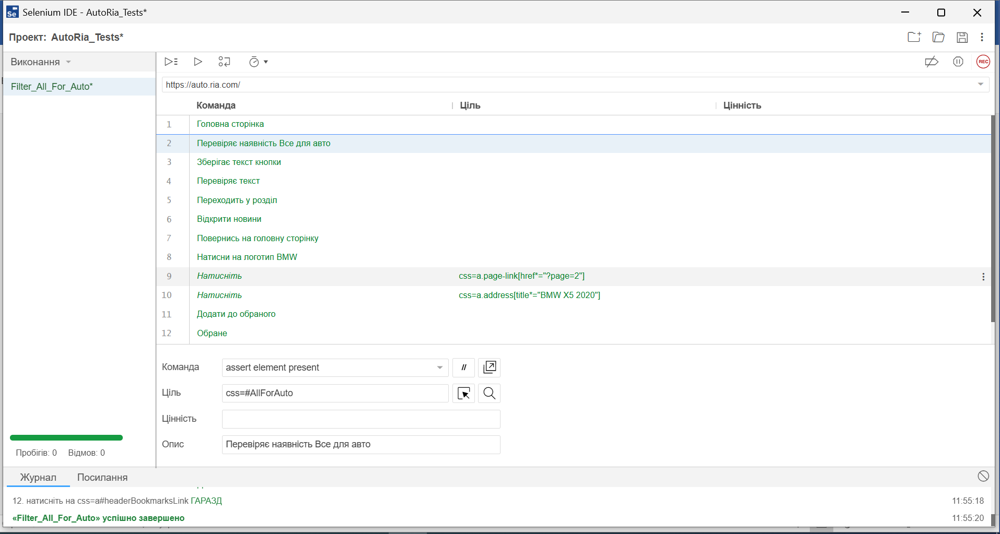 Selenium IDE - AutoRia_Tests*
Проект: AutoRia_Tests*
Виконання
REC
Filter_All_For_Auto*
https://auto.ria.com/
Команда Ціль Цінність
1 Головна сторінка
2 Перевіряє наявність Все для авто
3 Зберігає текст кнопки
4 Перевіряє текст
5 Переходить у розділ
6 Відкрити новини
7 Повернись на головну сторінку
8 Натисни на логотип BMW
9 Натисніть css=a.page-link[href*="?page=2"]
10 Натисніть css=a.address[title*="BMW X5 2020"]
11 Додати до обраного
12 Обране
Команда assert element present //
Ціль css=#AllForAuto
Цінність
Опис Перевіряє наявність Все для авто
Пробігів: 0 Відмов: 0
Журнал Посилання
12. натисніть на css=a#headerBookmarksLink ГАРАЗД 11:55:18
«Filter_All_For_Auto» успішно завершено 11:55:20